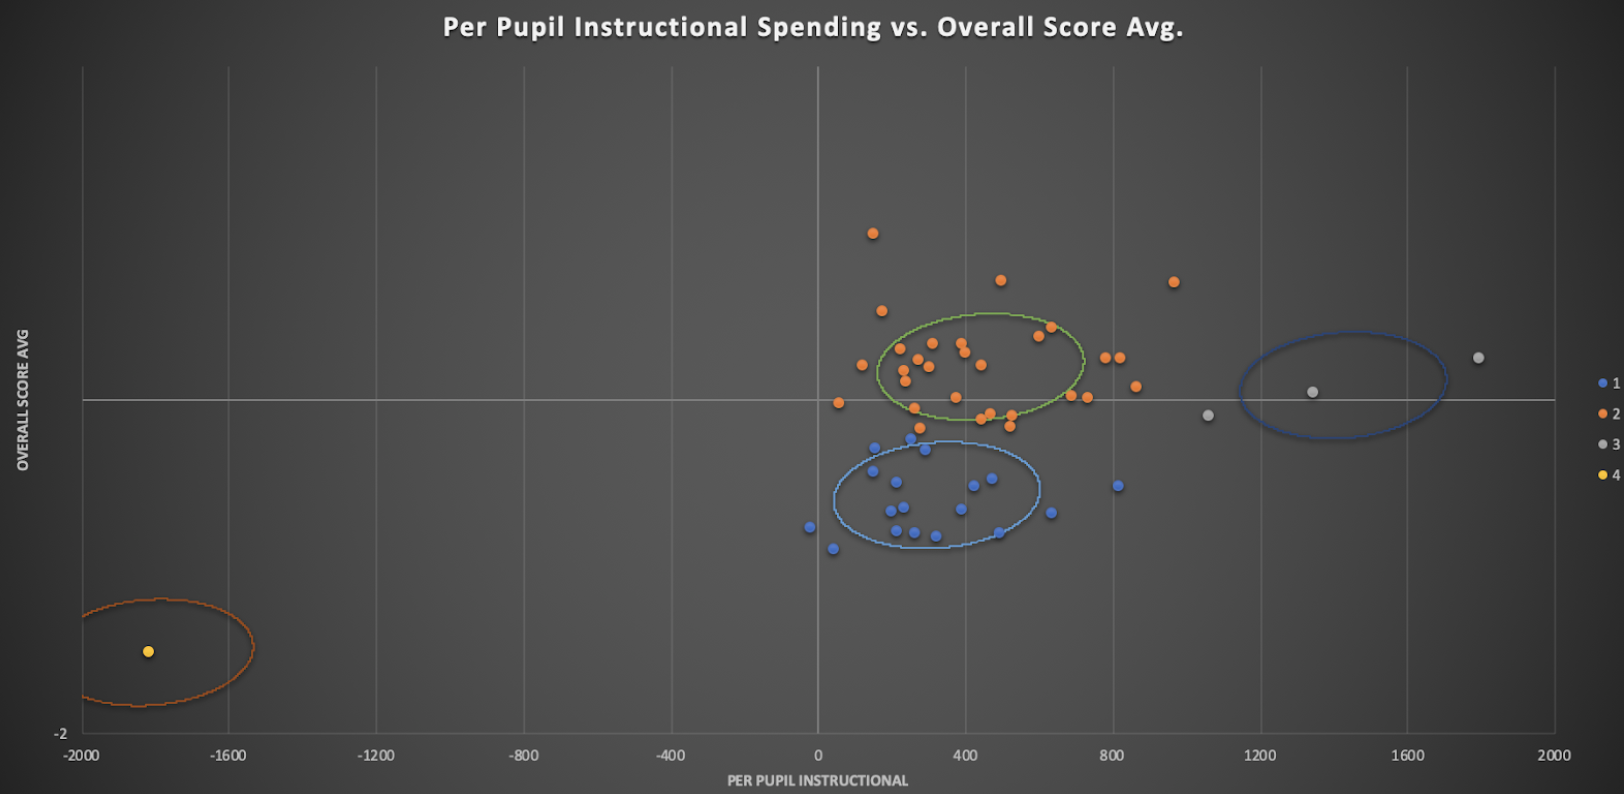 Per Pupil Instructional Spending vs. Overall Score Avg.
OVERALL SCORE AVG
1
2
3
4
-2
-2000 -1600 -1200 -800 -400 0 400 800 1200 1600 2000
PER PUPIL INSTRUCTIONAL